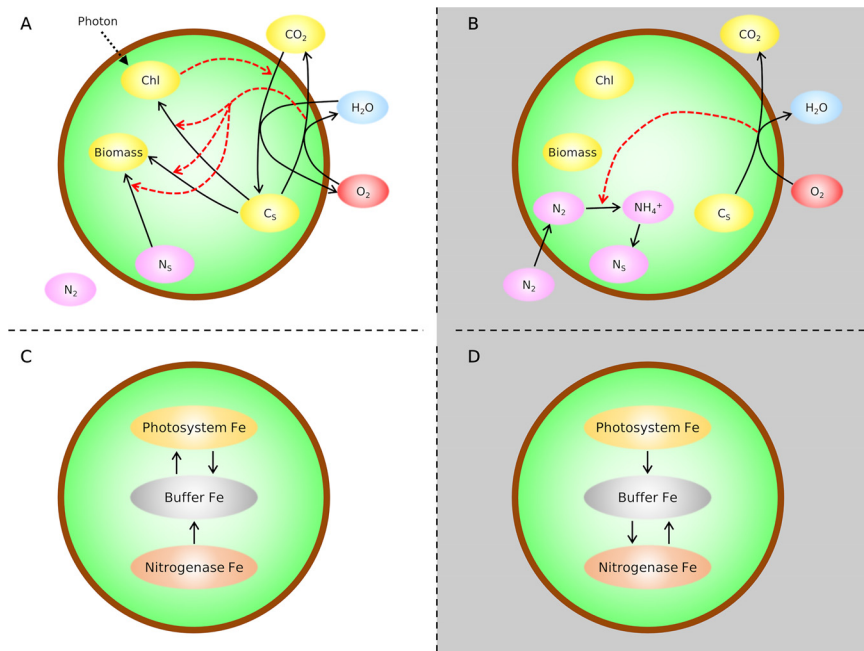 A
Photon
CO₂
Chl
H₂O
Biomass
O₂
Cₛ
Nₛ
N₂
B
CO₂
Chl
H₂O
Biomass
O₂
N₂
NH₄⁺
Cₛ
Nₛ
N₂
C
Photosystem Fe
Buffer Fe
Nitrogenase Fe
D
Photosystem Fe
Buffer Fe
Nitrogenase Fe